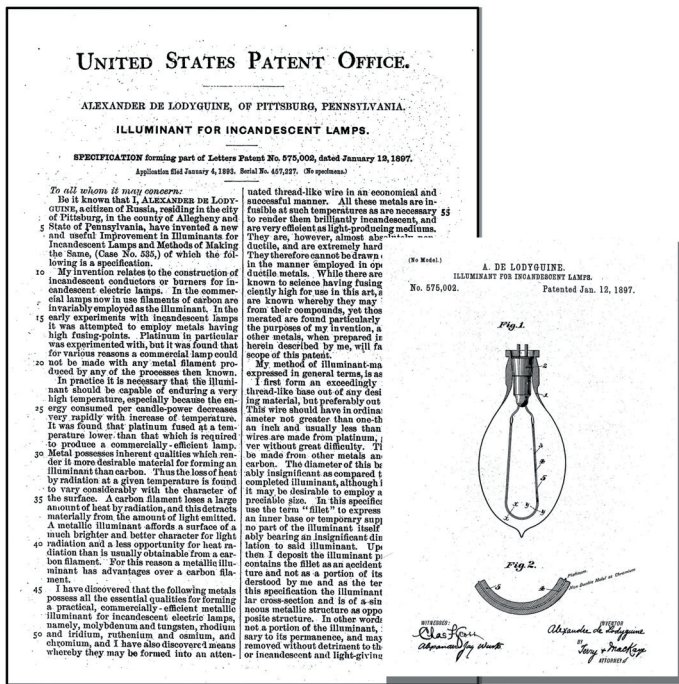 UNITED STATES PATENT OFFICE.
ALEXANDER DE LODYGUINE, OF PITTSBURG, PENNSYLVANIA.
ILLUMINANT FOR INCANDESCENT LAMPS.
SPECIFICATION forming part of Letters Patent No. 575,002, dated January 12, 1897.
Application filed January 4, 1893. Serial No. 457,227. (No specimens.)
To all whom it may concern:
Be it known that I, ALEXANDER DE LODY-
GUINE, a citizen of Russia, residing in the city
of Pittsburg, in the county of Allegheny and
5 State of Pennsylvania, have invented a new
and useful Improvement in Illuminants for
Incandescent Lamps and Methods of Making
the Same, (Case No. 535,) of which the fol-
lowing is a specification.
10 My invention relates to the construction of
incandescent conductors or burners for in-
candescent electric lamps. In the commer-
cial lamps now in use filaments of carbon are
invariably employed as the illuminant. In the
15 early experiments with incandescent lamps
it was attempted to employ metals having
high fusing-points. Platinum in particular
was experimented with, but it was found that
for various reasons a commercial lamp could
20 not be made with any metal filament pro-
duced by any of the processes then known.
In practice it is necessary that the illumi-
nant should be capable of enduring a very
high temperature, especially because the en-
25 ergy consumed per candle-power decreases
very rapidly with increase of temperature.
It was found that platinum fused at a tem-
perature lower than that which is required
to produce a commercially-efficient lamp.
30 Metal possesses inherent qualities which ren-
der it more desirable material for forming an
illuminant than carbon. Thus the loss of heat
by radiation at a given temperature is found
to vary considerably with the character of
35 the surface. A carbon filament loses a large
amount of heat by radiation, and this detracts
materially from the amount of light emitted.
A metallic illuminant affords a surface of a
much brighter and better character for light
40 radiation and a less opportunity for heat ra-
diation than is usually obtainable from a car-
bon filament. For this reason a metallic illu-
minant has advantages over a carbon fila-
ment.
45 I have discovered that the following metals
possess all the essential qualities for forming
a practical, commercially-efficient metallic
illuminant for incandescent electric lamps,
namely, molybdenum and tungsten, rhodium
50 and iridium, ruthenium and osmium, and
chromium, and I have also discovered means
whereby they may be formed into an atten-
nated thread-like wire in an economical and
successful manner. All these metals are in-
fusible at such temperatures as are necessary 55
to render them brilliantly incandescent, and
are very efficient as light-producing mediums.
They are, however, almost
ductile, and are extremely hard
They therefore cannot be drawn
in the manner employed in
ductile metals. While there are
known to science having fusing
ciently high for use in this art, a
are known whereby they may
from their compounds, yet
merated are found particularly
the purposes of my invention, a
other metals, when prepared in
herein described by me, will fa
scope of this patent.
My method of illuminant-ma
expressed in general terms, is as
I first form an exceedingly
thread-like base out of any desi
ing material, but preferably out
This wire should have in ordina
ameter not greater than one-th
an inch and usually less than
wires are made from platinum,
ver without great difficulty. Th
be made from other metals an
carbon. The diameter of this
ably insignificant as compared t
completed illuminant, although i
it may be desirable to employ a
preciable size. In this specific
use the term "fillet" to express
an inner base or temporary supp
no part of the illuminant itself
ably bearing an insignificant dim
lation to said illuminant. Upo
then I deposit the illuminant
contains the fillet as an accident
ture and not as a portion of its
derstood by me and as the ter
this specification the illuminant
lar cross-section and is of a sin
neous metallic structure as oppo
posite structure. In other words
not a portion of the illuminant,
sary to its permanence, and may
removed without detriment to th
or incandescent and light-giving
(No Model.)
A. DE LODYGUINE.
ILLUMINANT FOR INCANDESCENT LAMPS.
No. 575,002. Patented Jan. 12, 1897.
Fig.1.
2
1
3
5
x y y x
Fig.2.
Platinum
Non Ductile Metal as Chromium
5
WITNESSES:
INVENTOR
Alexandre de Lodyguine
BY
Terry & Mackaye
ATTORNEYS